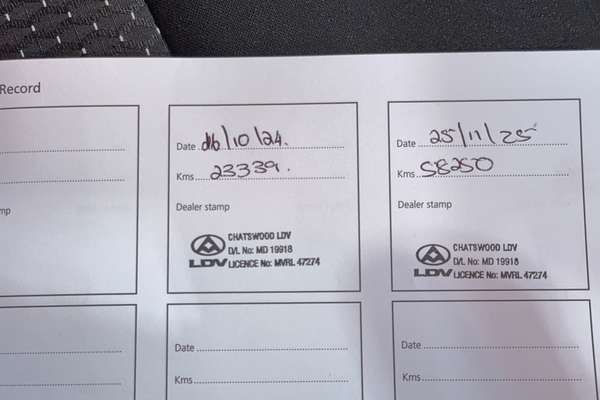 Record
Date 26/10/24.
Kms 23339.
Dealer stamp
CHATSWOOD LDV
D/L No: MD 19918
LDV LICENCE No: MVRL 47274
Date 25/11/25
Kms 58250
Dealer stamp
CHATSWOOD LDV
D/L No: MD 19918
LDV LICENCE No: MVRL 47274
mp
Date
Kms
Date
Kms